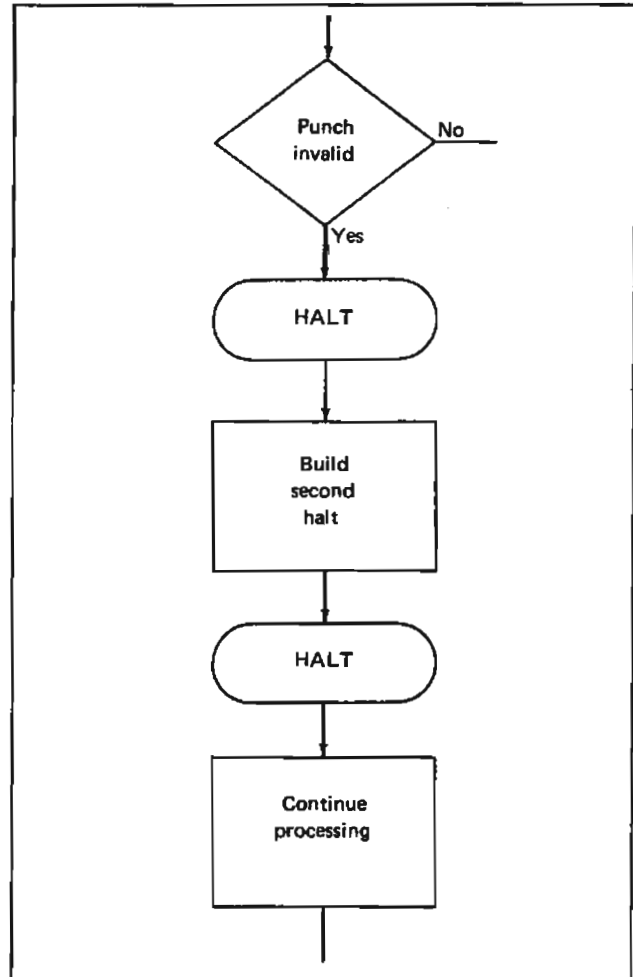 Punch
invalid
No
Yes
HALT
Build
second
halt
HALT
Continue
processing